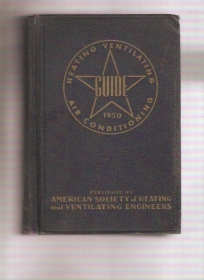 HEATING VENTILATING
GUIDE
1950
AIR CONDITIONING
PUBLISHED BY
AMERICAN SOCIETY of HEATING
and VENTILATING ENGINEERS